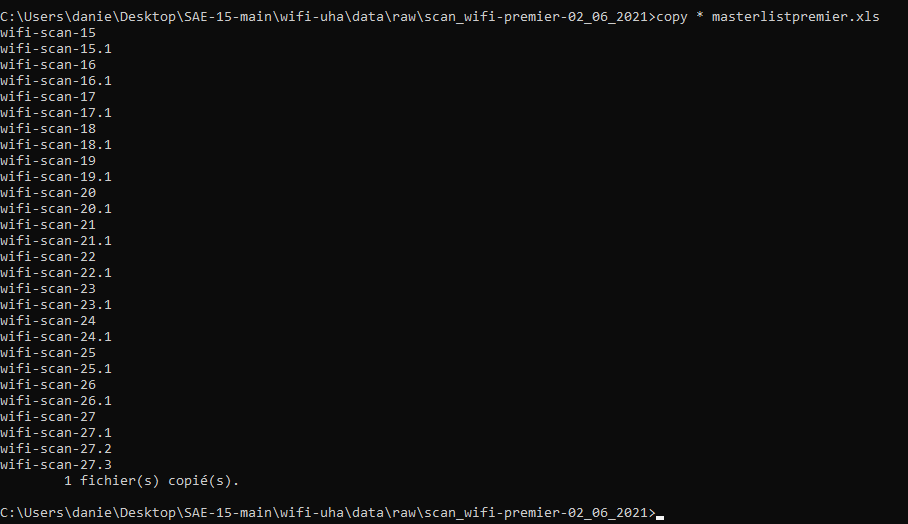 C:\Users\danie\Desktop\SAE-15-main\wifi-uha\data\raw\scan_wifi-premier-02_06_2021>copy * masterlistpremier.xls
wifi-scan-15
wifi-scan-15.1
wifi-scan-16
wifi-scan-16.1
wifi-scan-17
wifi-scan-17.1
wifi-scan-18
wifi-scan-18.1
wifi-scan-19
wifi-scan-19.1
wifi-scan-20
wifi-scan-20.1
wifi-scan-21
wifi-scan-21.1
wifi-scan-22
wifi-scan-22.1
wifi-scan-23
wifi-scan-23.1
wifi-scan-24
wifi-scan-24.1
wifi-scan-25
wifi-scan-25.1
wifi-scan-26
wifi-scan-26.1
wifi-scan-27
wifi-scan-27.1
wifi-scan-27.2
wifi-scan-27.3
        1 fichier(s) copié(s).
C:\Users\danie\Desktop\SAE-15-main\wifi-uha\data\raw\scan_wifi-premier-02_06_2021>